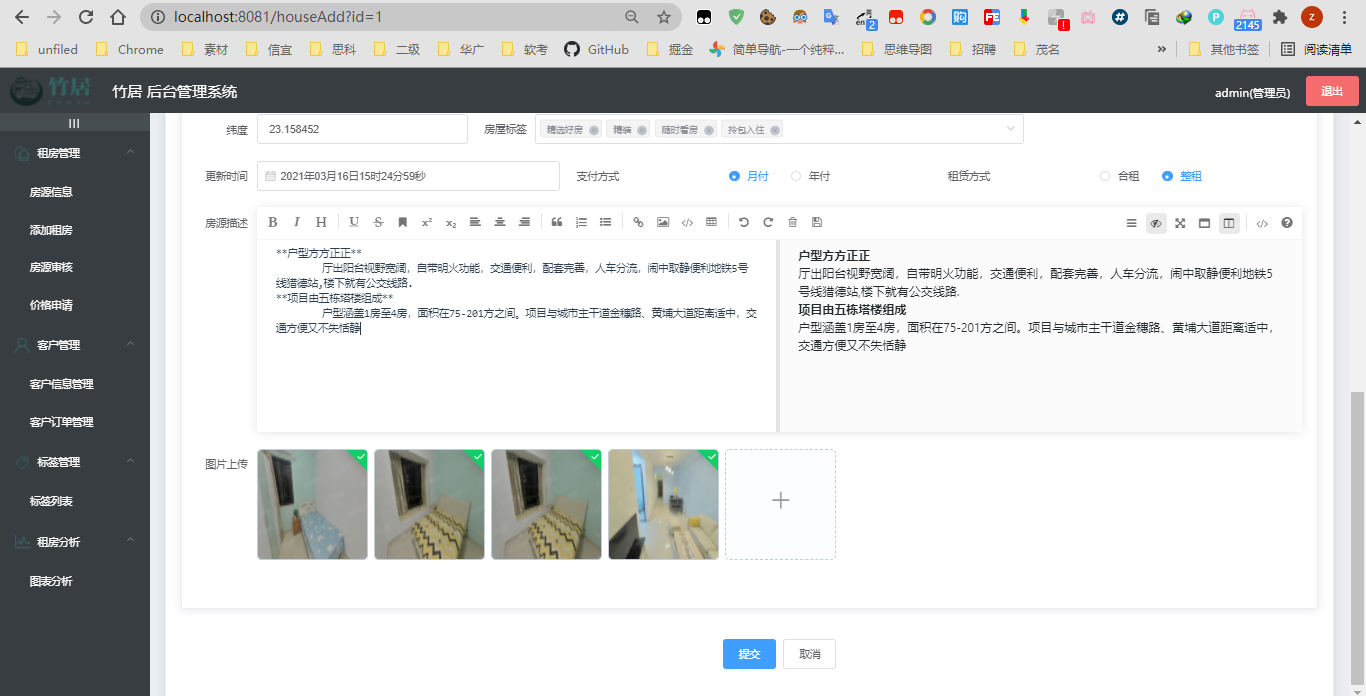 localhost:8081/houseAdd?id=1
2
!
2145
Z
unfiled
Chrome
素材
信宜
思科
二级
华广
软考
GitHub
掘金
简单导航-一个纯粹...
思维导图
招聘
茂名
»
其他书签
阅读清单
竹居
竹居 后台管理系统
admin(管理员)
退出
租房管理
房源信息
添加租房
房源审核
价格申请
客户管理
客户信息管理
客户订单管理
标签管理
标签列表
租房分析
图表分析
纬度
23.158452
房屋标签
精选好房
精装
随时看房
拎包入住
更新时间
2021年03月16日15时24分59秒
支付方式
月付
年付
租赁方式
合租
整租
房源描述
**户型方方正正**
厅出阳台视野宽阔，自带明火功能，交通便利，配套完善，人车分流，闹中取静便利地铁5号
线猎德站,楼下就有公交线路.
**项目由五栋塔楼组成**
户型涵盖1房至4房，面积在75-201方之间。项目与城市主干道金穗路、黄埔大道距离适中，交
通方便又不失恬静
户型方方正正
厅出阳台视野宽阔，自带明火功能，交通便利，配套完善，人车分流，闹中取静便利地铁5
号线猎德站,楼下就有公交线路.
项目由五栋塔楼组成
户型涵盖1房至4房，面积在75-201方之间。项目与城市主干道金穗路、黄埔大道距离适中，
交通方便又不失恬静
图片上传
提交
取消